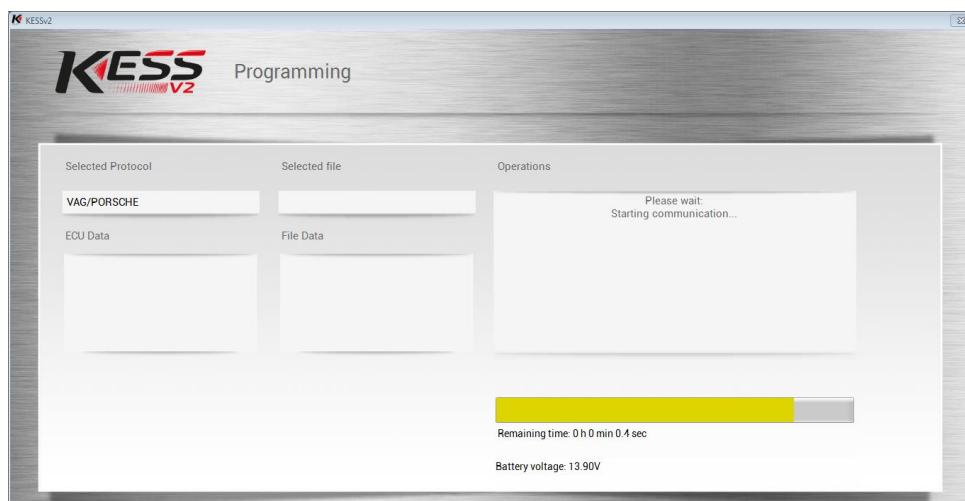 KESSv2
KESS
V2
Programming
Selected Protocol
Selected file
Operations
VAG/PORSCHE
Please wait:
Starting communication...
ECU Data
File Data
Remaining time: 0 h 0 min 0.4 sec
Battery voltage: 13.90V